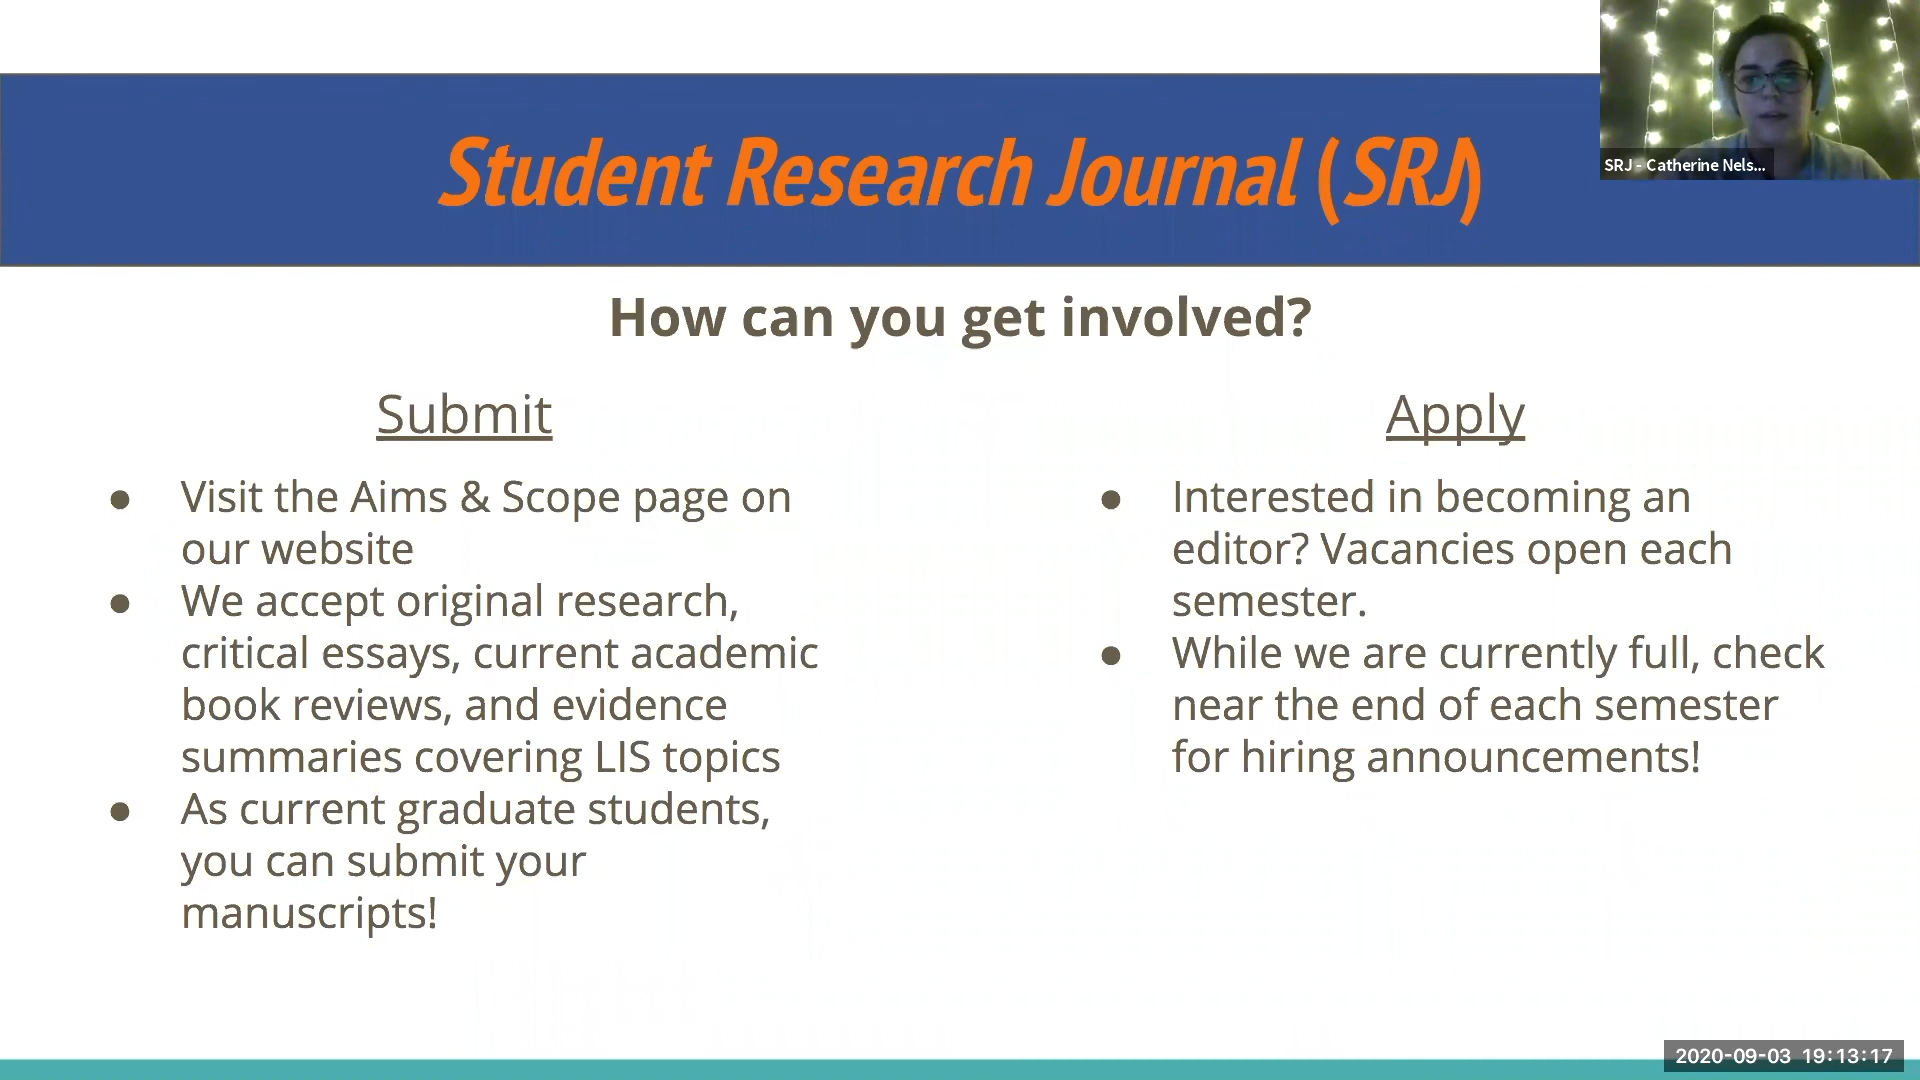 Student Research Journal (SRJ)
SRJ - Catherine Nels...
How can you get involved?
Submit
● Visit the Aims & Scope page on
our website
● We accept original research,
critical essays, current academic
book reviews, and evidence
summaries covering LIS topics
● As current graduate students,
you can submit your
manuscripts!
Apply
● Interested in becoming an
editor? Vacancies open each
semester.
● While we are currently full, check
near the end of each semester
for hiring announcements!
2020-09-03 19:13:17